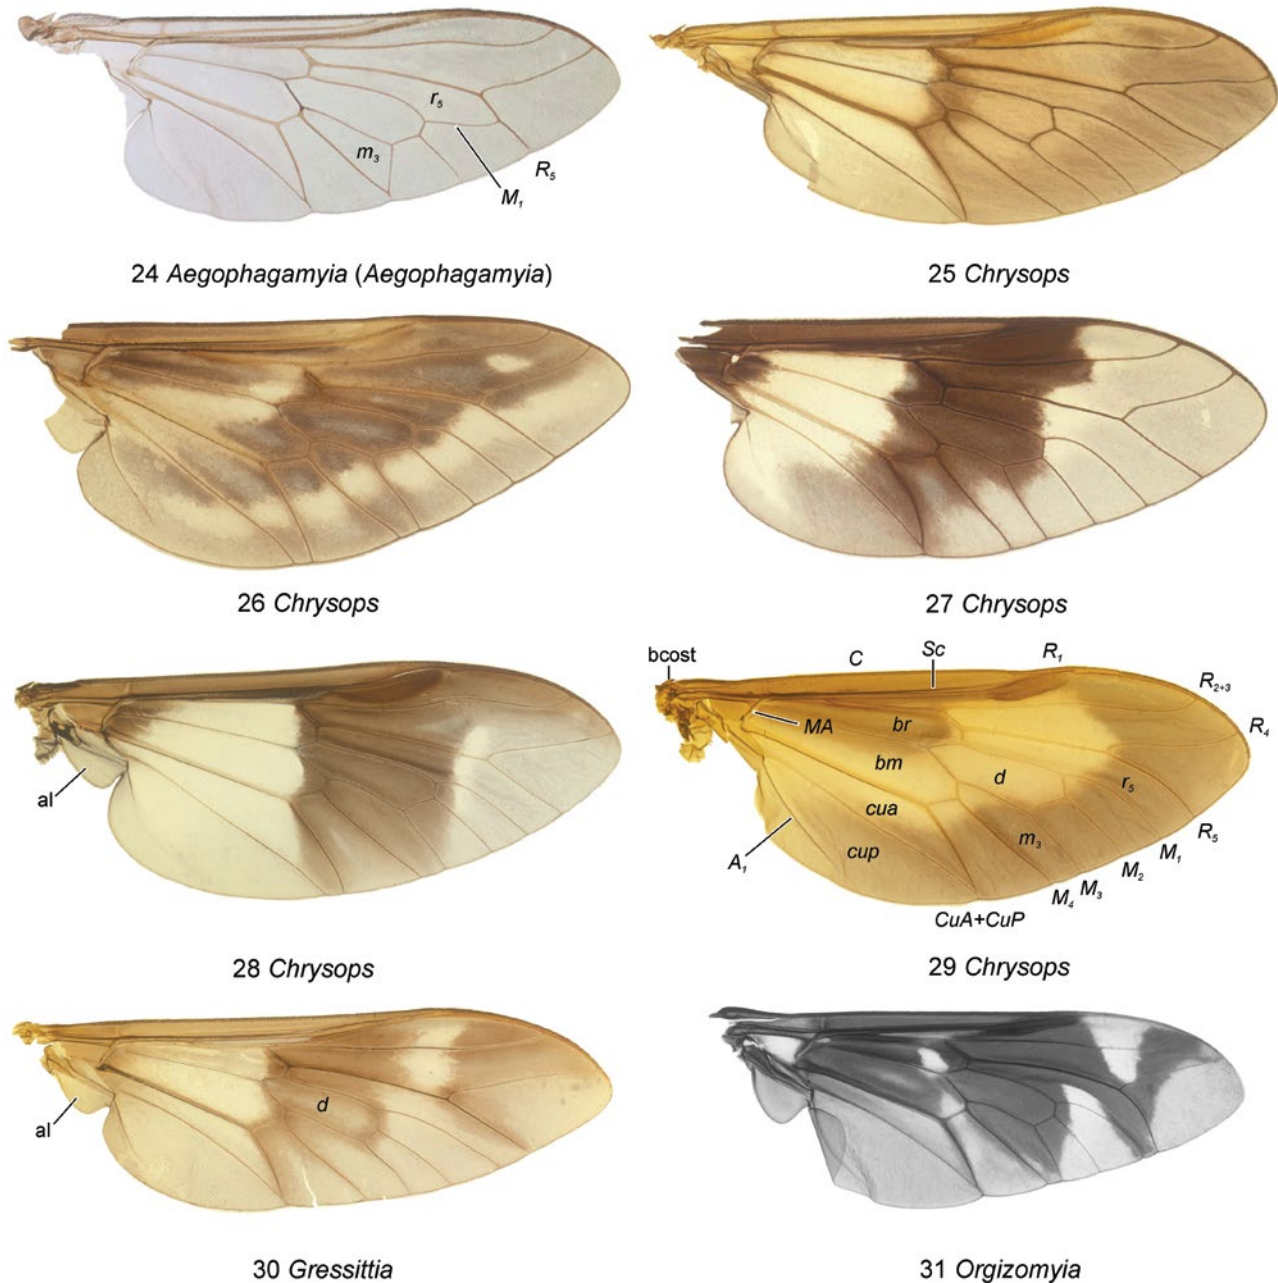 r5
m3
R5
M1
24 Aegophagamyia (Aegophagamyia)
25 Chrysops
26 Chrysops
27 Chrysops
al
28 Chrysops
bcost
C
Sc
R1
R2+3
R4
MA
br
bm
d
r5
cua
m3
cup
A1
R5
M1
M2
M3
M4
CuA+CuP
29 Chrysops
al
d
30 Gressittia
31 Orgizomyia